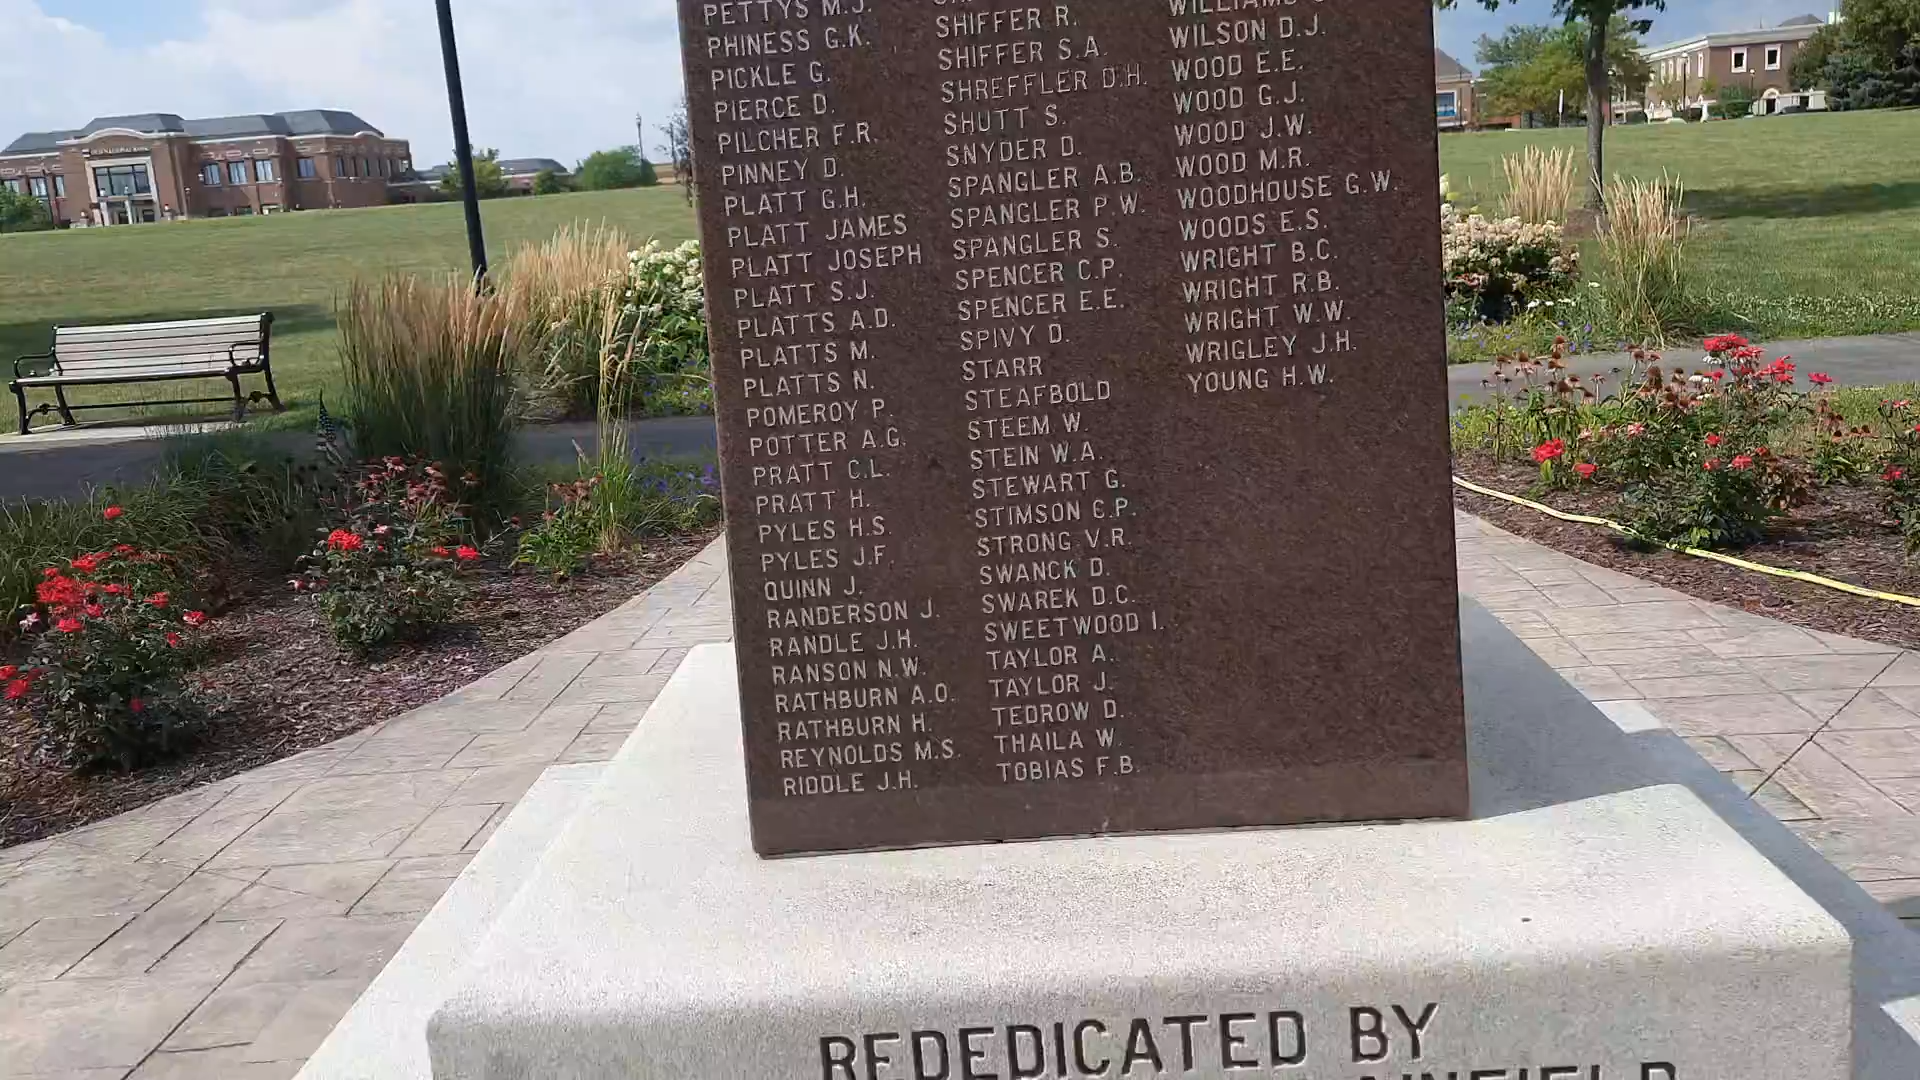 PETTYS M.J.
PHINESS G.K.
PICKLE G.
PIERCE D.
PILCHER F.R.
PINNEY D.
PLATT G.H.
PLATT JAMES
PLATT JOSEPH
PLATT S.J.
PLATTS A.D.
PLATTS M.
PLATTS N.
POMEROY P.
POTTER A.G.
PRATT C.L.
PRATT H.
PYLES H.S.
PYLES J.F.
QUINN J.
RANDERSON J.
RANDLE J.H.
RANSON N.W.
RATHBURN A.O.
RATHBURN H.
REYNOLDS M.S.
RIDDLE J.H.
SHIFFER R.
SHIFFER S.A.
SHREFFLER D.H.
SHUTT S.
SNYDER D.
SPANGLER A.B.
SPANGLER P.W.
SPANGLER S.
SPENCER C.P.
SPENCER E.E.
SPIVY D.
STARR
STEAFBOLD
STEEM W.
STEIN W.A.
STEWART G.
STIMSON C.P.
STRONG V.R.
SWANCK D.
SWAREK D.C.
SWEETWOOD I.
TAYLOR A.
TAYLOR J.
TEDROW D.
THAILA W.
TOBIAS F.B.
WILLIAMS
WILSON D.J.
WOOD E.E.
WOOD G.J.
WOOD J.W.
WOOD M.R.
WOODHOUSE G.W.
WOODS E.S.
WRIGHT B.C.
WRIGHT R.B.
WRIGHT W.W.
WRIGLEY J.H.
YOUNG H.W.
REDEDICATED BY